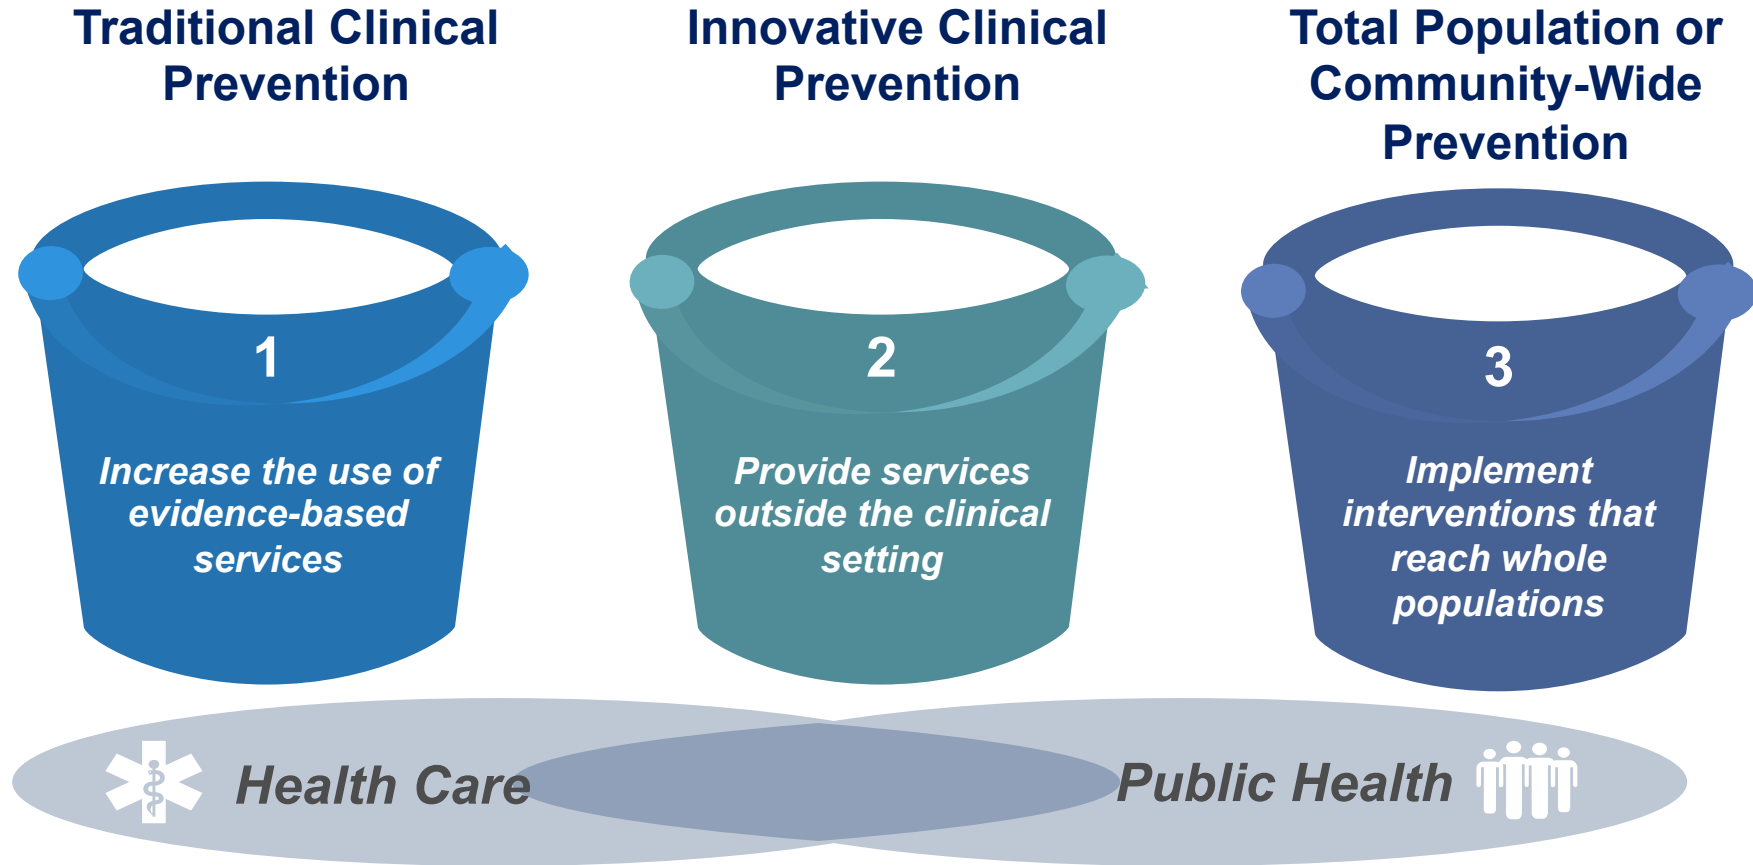 Traditional Clinical
Prevention
Innovative Clinical
Prevention
Total Population or
Community-Wide
Prevention
1
Increase the use of
evidence-based
services
2
Provide services
outside the clinical
setting
3
Implement
interventions that
reach whole
populations
Health Care
Public Health